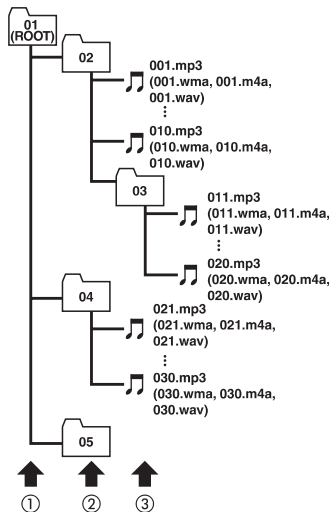 01
(ROOT)
02
001.mp3
(001.wma, 001.m4a,
001.wav)
010.mp3
(010.wma, 010.m4a,
010.wav)
03
011.mp3
(011.wma, 011.m4a,
011.wav)
020.mp3
(020.wma, 020.m4a,
020.wav)
04
021.mp3
(021.wma, 021.m4a,
021.wav)
030.mp3
(030.wma, 030.m4a,
030.wav)
05
① ② ③